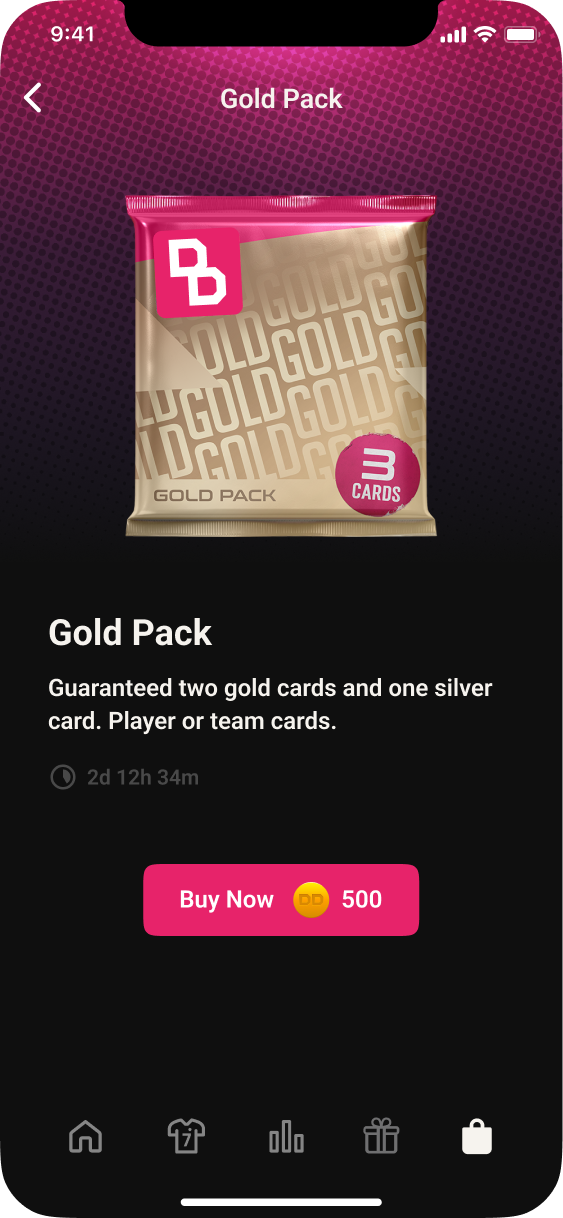 9:41
Gold Pack
DD
GOLD GOLD GOLD
GOLD GOLD GOLD
GOLD GOLD GOLD
GOLD GOLD GOLD
3
CARDS
GOLD PACK
Gold Pack
Guaranteed two gold cards and one silver
card. Player or team cards.
2d 12h 34m
Buy Now DD 500
7